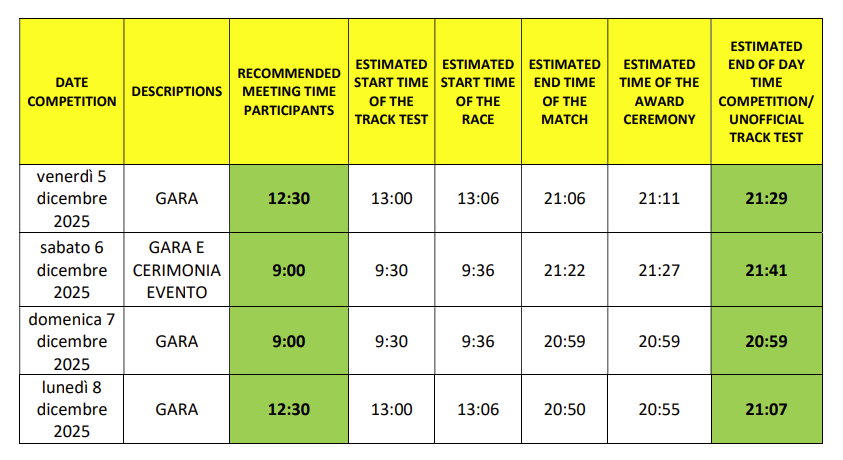 DATE COMPETITION
DESCRIPTIONS
RECOMMENDED MEETING TIME PARTICIPANTS
ESTIMATED START TIME OF THE TRACK TEST
ESTIMATED START TIME OF THE RACE
ESTIMATED END TIME OF THE MATCH
ESTIMATED TIME OF THE AWARD CEREMONY
ESTIMATED END OF DAY TIME COMPETITION/ UNOFFICIAL TRACK TEST
venerdì 5 dicembre 2025
GARA
12:30
13:00
13:06
21:06
21:11
21:29
sabato 6 dicembre 2025
GARA E CERIMONIA EVENTO
9:00
9:30
9:36
21:22
21:27
21:41
domenica 7 dicembre 2025
GARA
9:00
9:30
9:36
20:59
20:59
20:59
lunedì 8 dicembre 2025
GARA
12:30
13:00
13:06
20:50
20:55
21:07